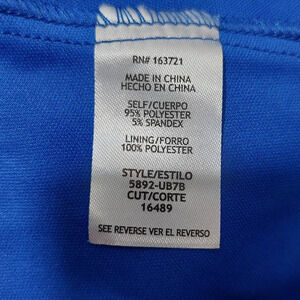 RN# 163721
MADE IN CHINA
HECHO EN CHINA
SELF/CUERPO
95% POLYESTER
5% SPANDEX
LINING/FORRO
100% POLYESTER
STYLE/ESTILO
5892-UB7B
CUT/CORTE
16489
SEE REVERSE VER EL REVERSO